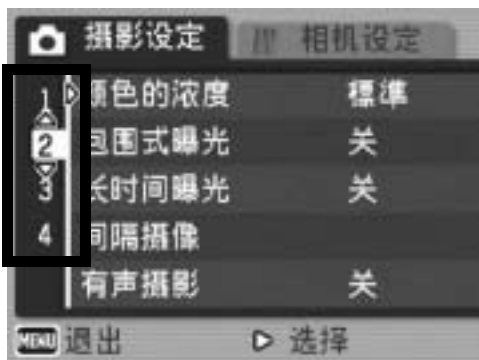 摄影设定 相机设定
1 颜色的浓度 標準
2 包围式曝光 关
3 长时间曝光 关
4 间隔摄像
有声摄影 关
MENU 退出 选择